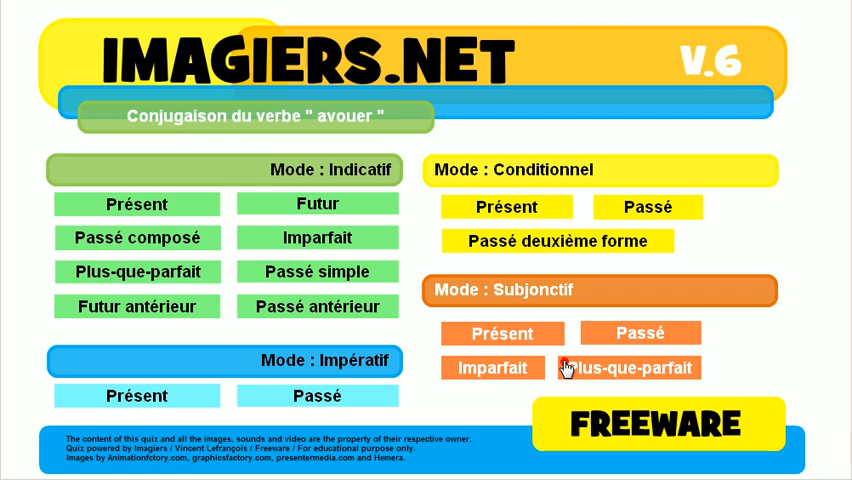 IMAGIERS.NET
V.6
Conjugaison du verbe " avouer "
Mode : Indicatif
Présent
Futur
Passé composé
Imparfait
Plus-que-parfait
Passé simple
Futur antérieur
Passé antérieur
Mode : Impératif
Présent
Passé
Mode : Conditionnel
Présent
Passé
Passé deuxième forme
Mode : Subjonctif
Présent
Passé
Imparfait
Plus-que-parfait
FREEWARE
The content of this quiz and all the images, sounds and video are the property of their respective owner.
Quiz powered by Imagiers / Vincent Lefrançois / Freeware / For educational purpose only.
Images by Animationfctory.com, graphicsfactory.com, presentermedia.com and Hemera.